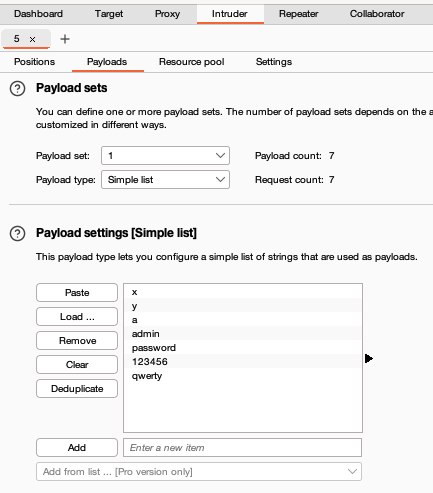 Dashboard Target Proxy Intruder Repeater Collaborator
5 × +
Positions Payloads Resource pool Settings
? Payload sets
You can define one or more payload sets. The number of payload sets depends on the a
customized in different ways.
Payload set: 1 Payload count: 7
Payload type: Simple list Request count: 7
? Payload settings [Simple list]
This payload type lets you configure a simple list of strings that are used as payloads.
Paste
Load ...
Remove
Clear
Deduplicate
x
y
a
admin
password
123456
qwerty
Add Enter a new item
Add from list ... [Pro version only]